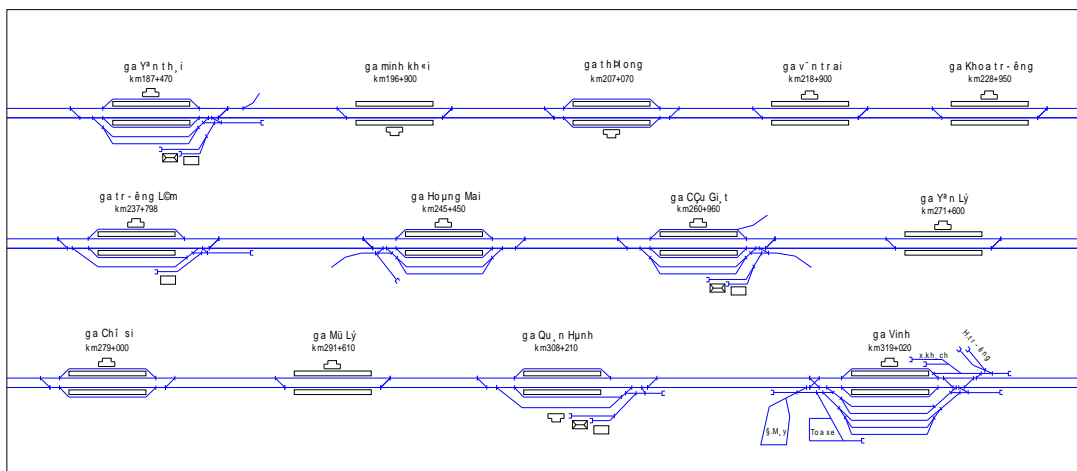 ga Yªn th¸i
km187+470
ga minh kh«i
km196+900
ga thÞ long
km207+070
ga v¨n trai
km218+900
ga Khoa tr-êng
km228+950
ga tr-êng L©m
km237+798
ga Hoµng Mai
km245+450
ga CÇu Gi¸t
km260+960
ga Yªn Lý
km271+600
ga Chî si
km279+000
ga Mü Lý
km291+610
ga Qu¸n Hµnh
km308+210
ga Vinh
km319+020
x.kh¸ch
H.tr-êng
§.M¸y
Toa xe